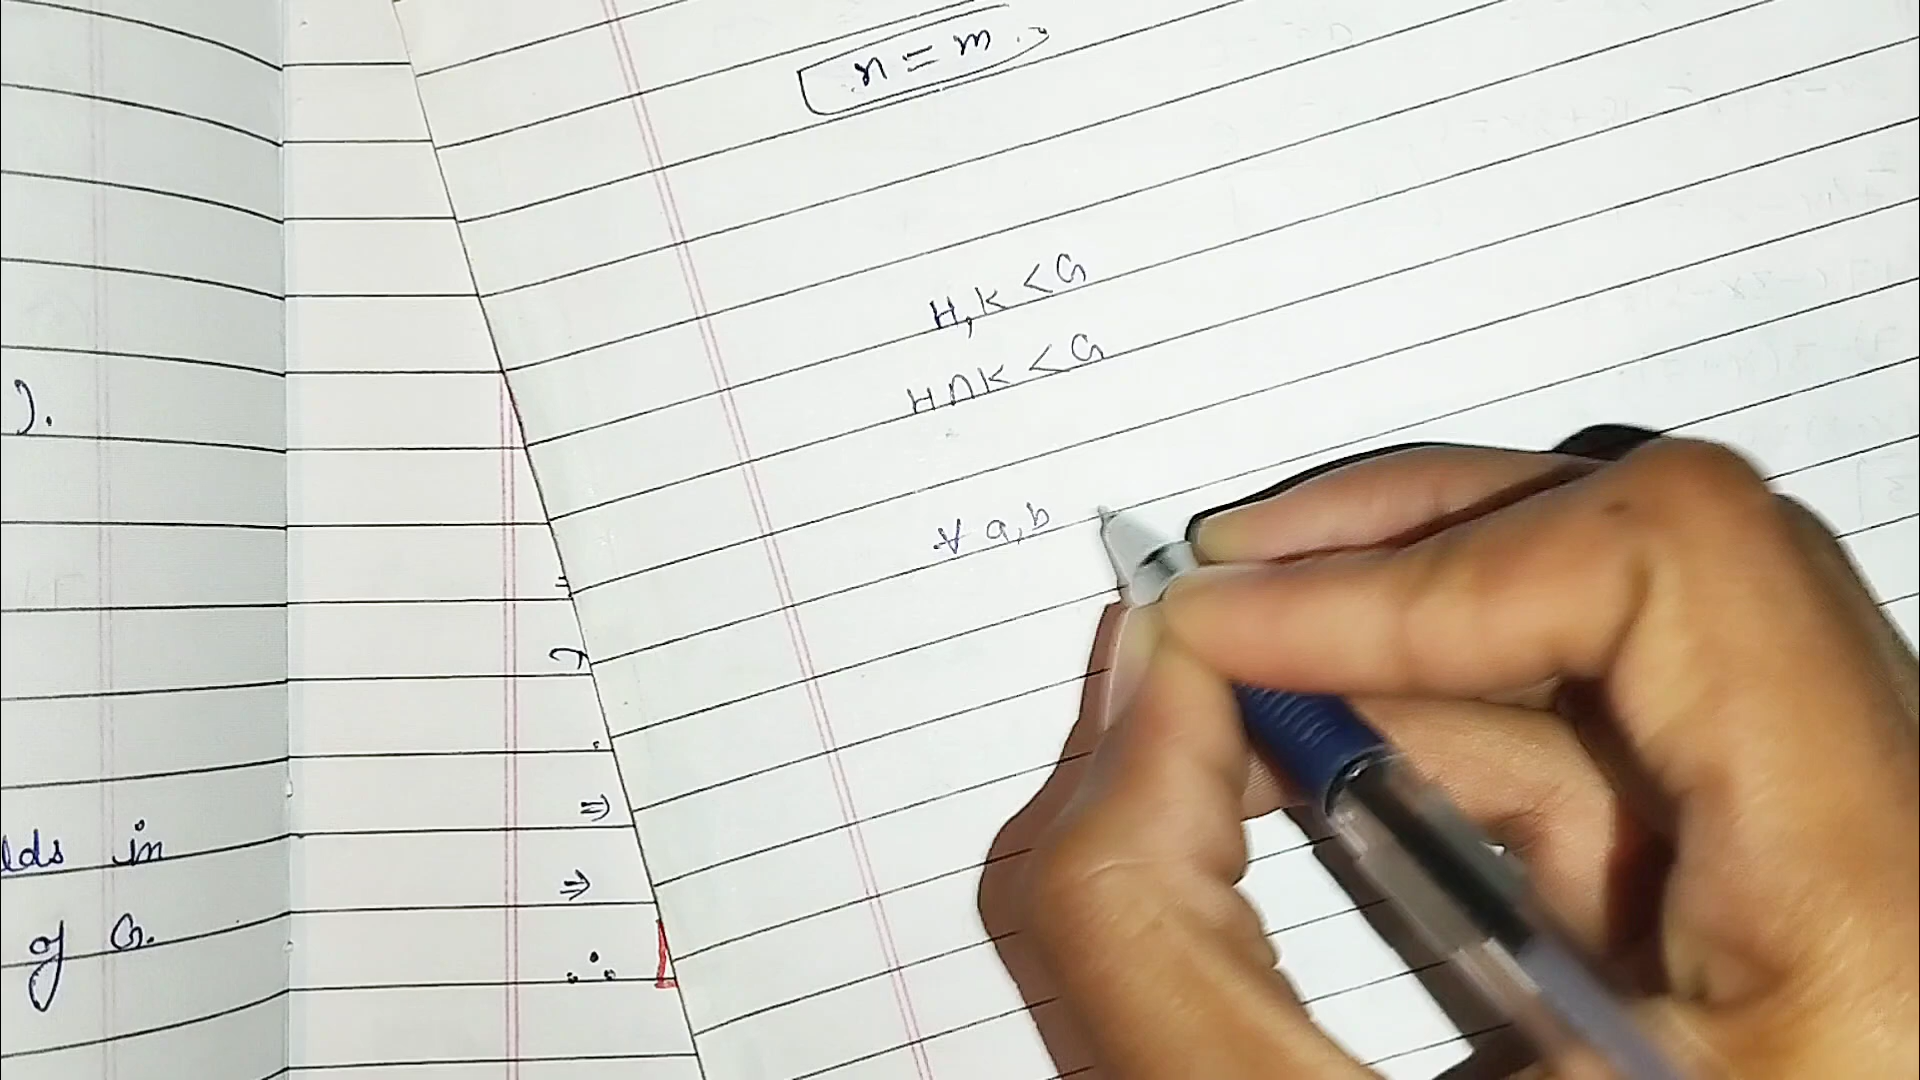 n = m
H, K < G
H ∩ K < G
∀ a, b
).
lds in
of G.
⇒
⇒
∴